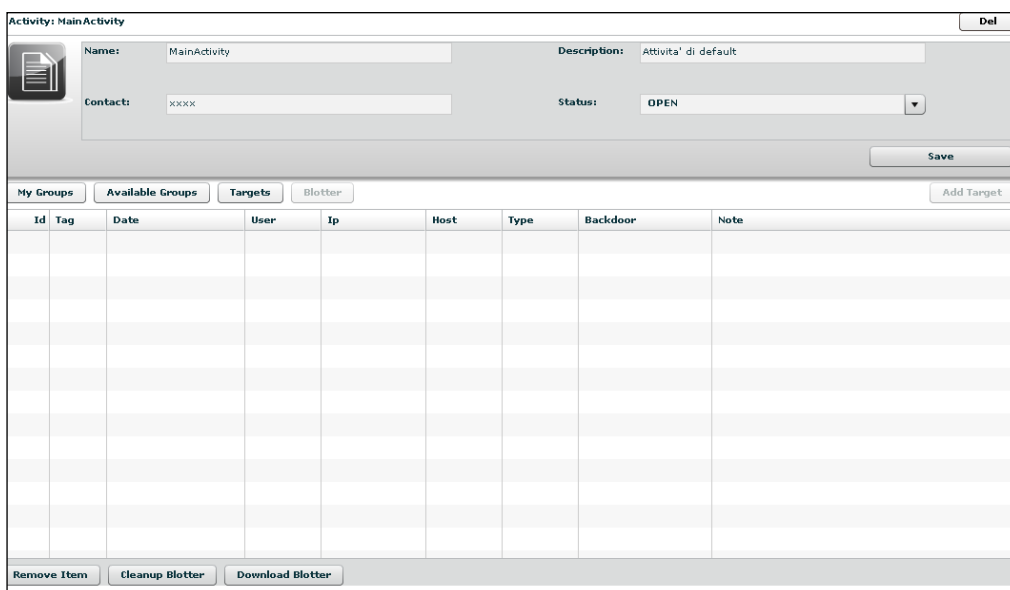 Activity: MainActivity Del
Name: MainActivity Description: Attivita' di default
Contact: xxxx Status: OPEN
Save
My Groups Available Groups Targets Blotter Add Target
Id Tag Date User Ip Host Type Backdoor Note
Remove Item Cleanup Blotter Download Blotter